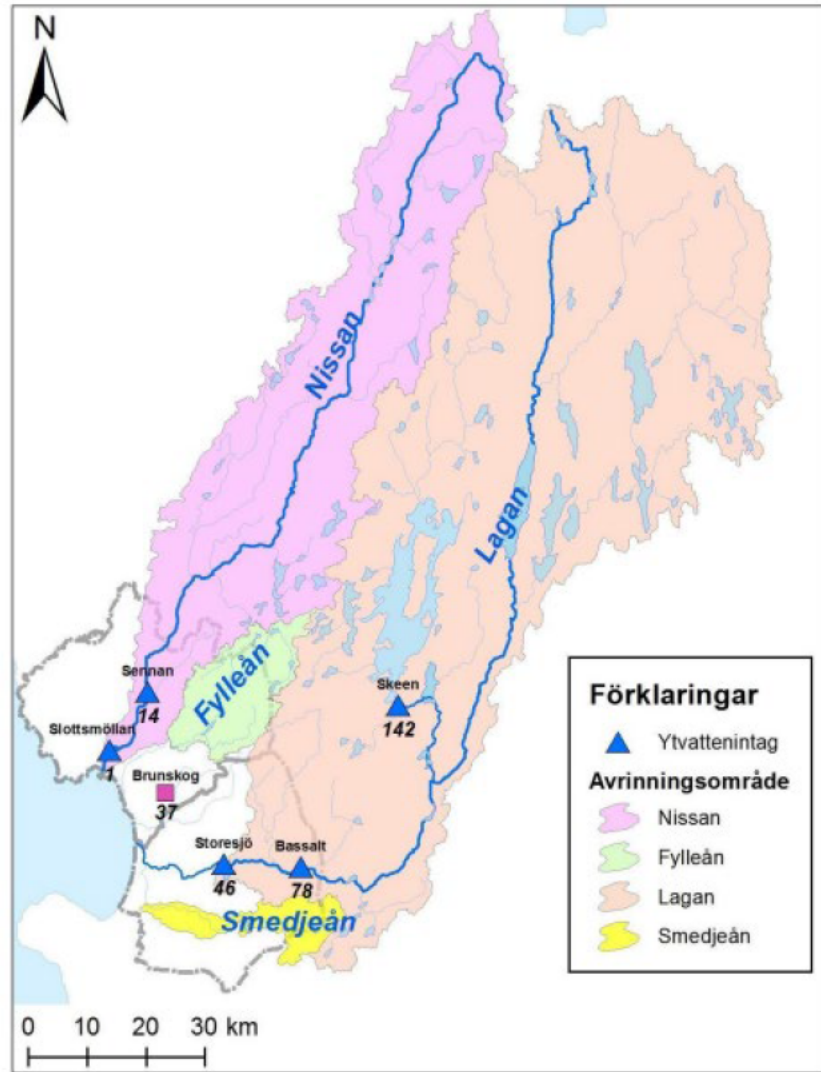 N
Nissan
Lagan
Fylleån
Sennan
14
Slottsmöllan
1
Skeen
142
Brunskog
37
Storesjö
46
Bassalt
78
Smedjeån
Förklaringar
Ytvattenintag
Avrinningsområde
Nissan
Fylleån
Lagan
Smedjeån
0 10 20 30 km